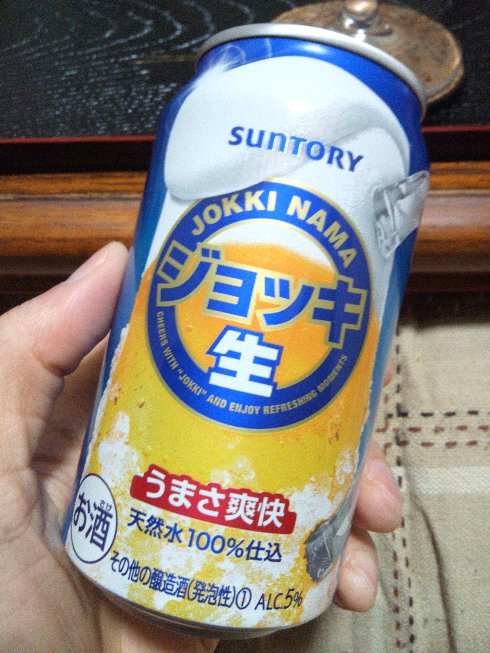 SUNTORY
JOKKI NAMA
ジョッキ
生
CHEERS WITH "JOKKI" AND ENJOY REFRESHING MOMENTS
うまさ爽快
天然水100%仕込
お酒
その他の醸造酒(発泡性)① ALC.5%